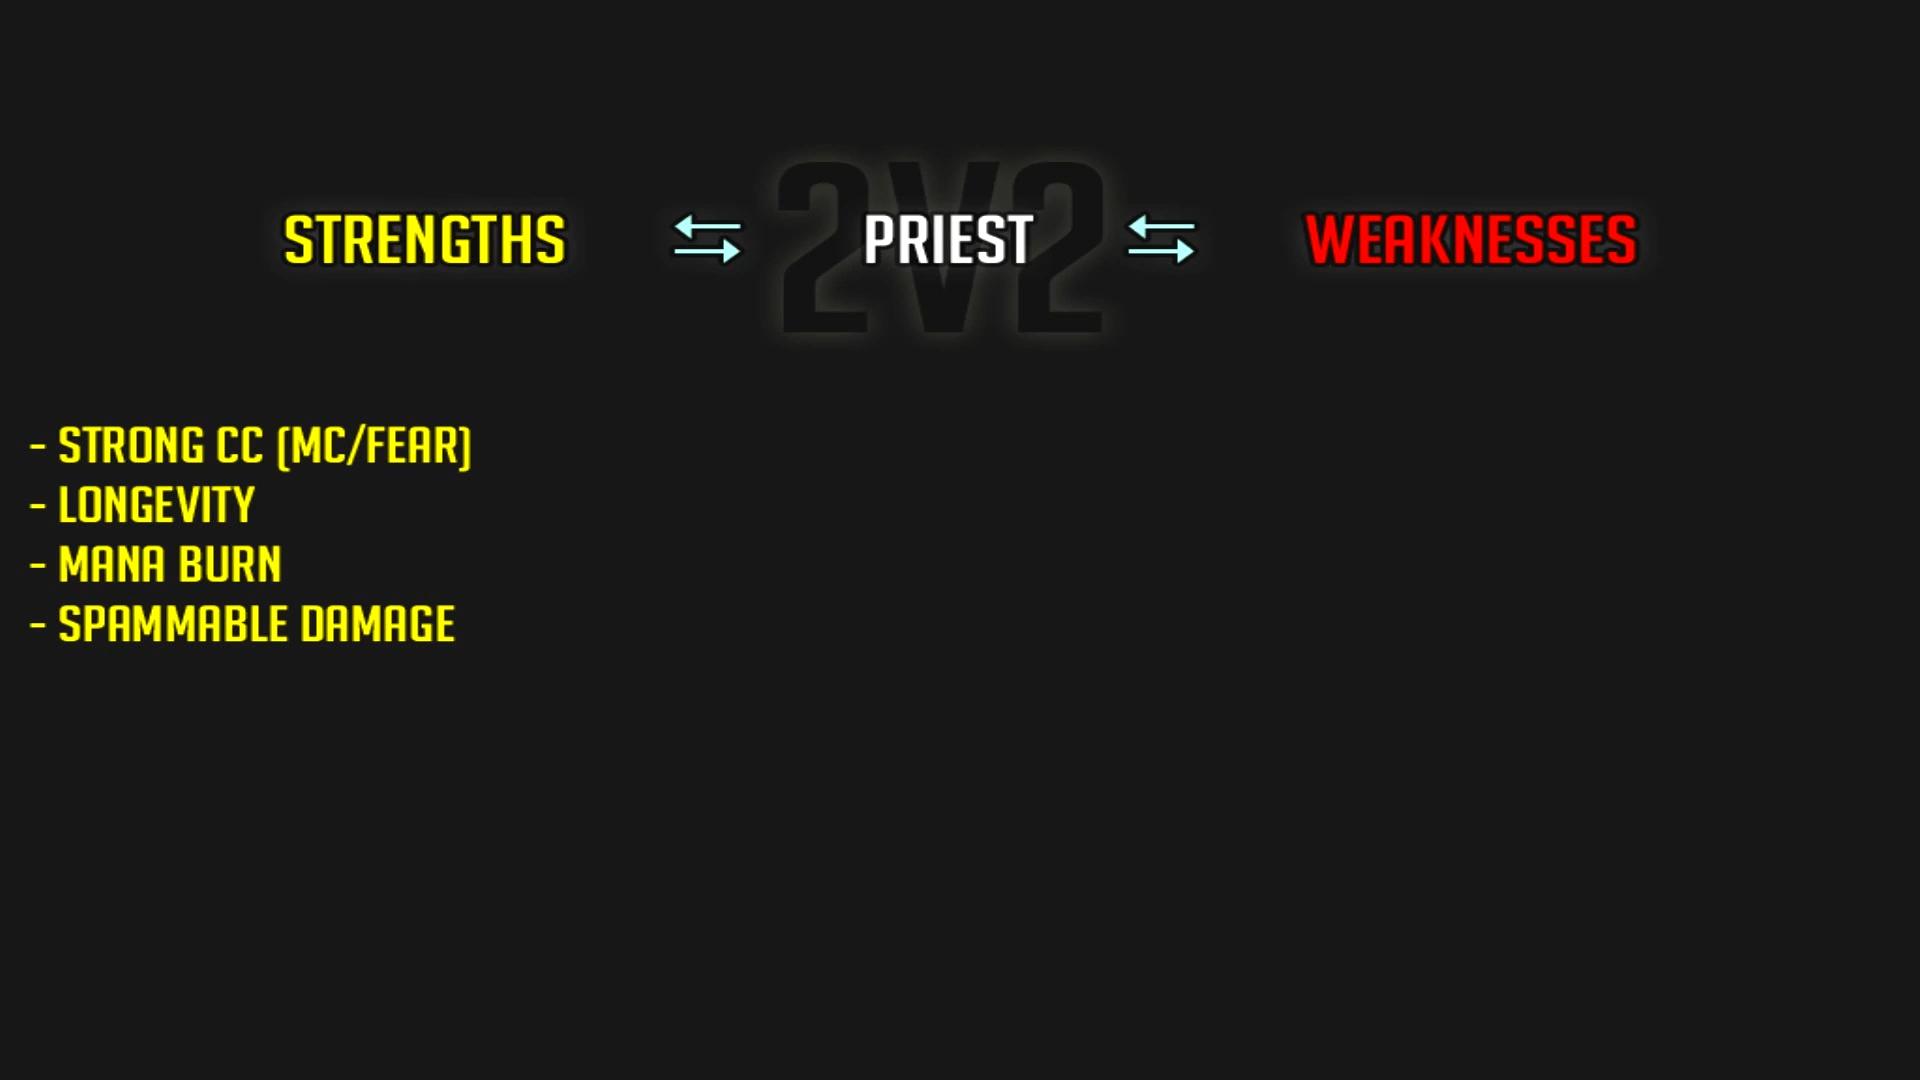 2V2
STRENGTHS PRIEST WEAKNESSES
- STRONG CC (MC/FEAR)
- LONGEVITY
- MANA BURN
- SPAMMABLE DAMAGE